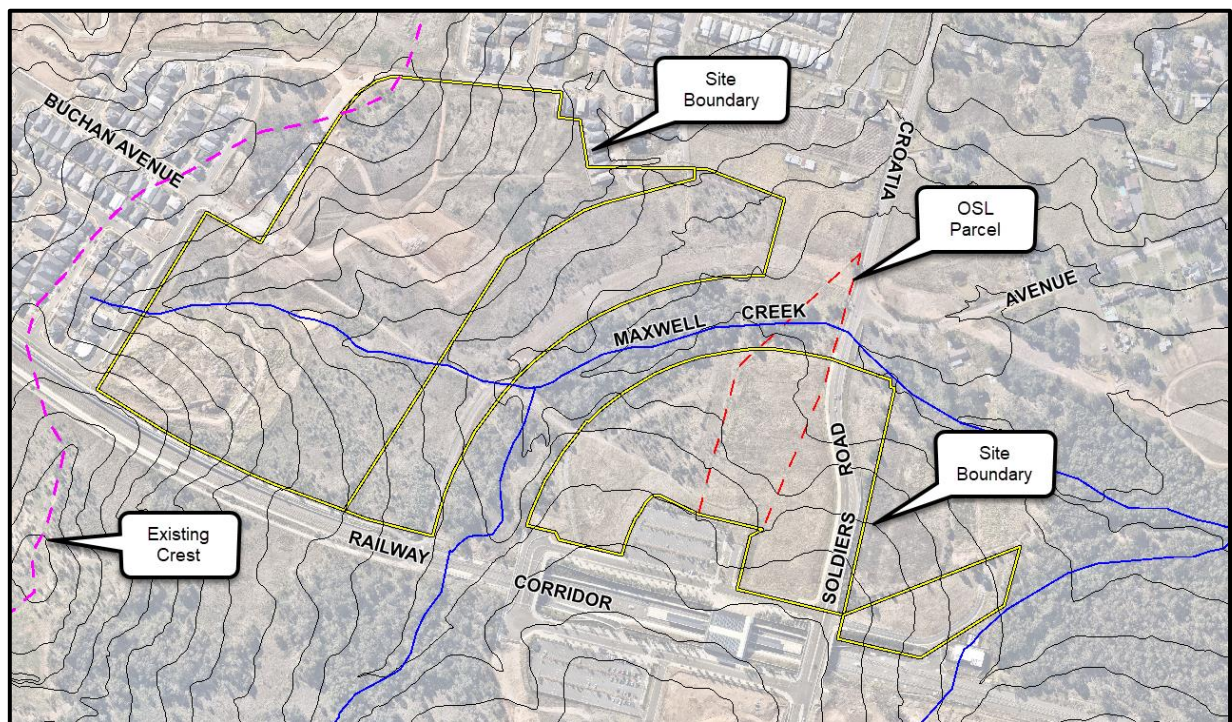 Site
Boundary
BUCHAN AVENUE
CROATIA
OSL
Parcel
AVENUE
MAXWELL CREEK
SOLDIERS ROAD
Site
Boundary
Existing
Crest
RAILWAY CORRIDOR